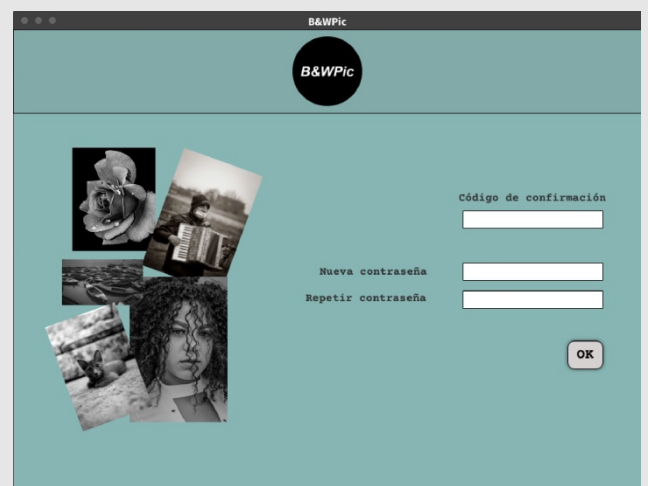 B&WPic
B&WPic
Código de confirmación
Nueva contraseña
Repetir contraseña
OK